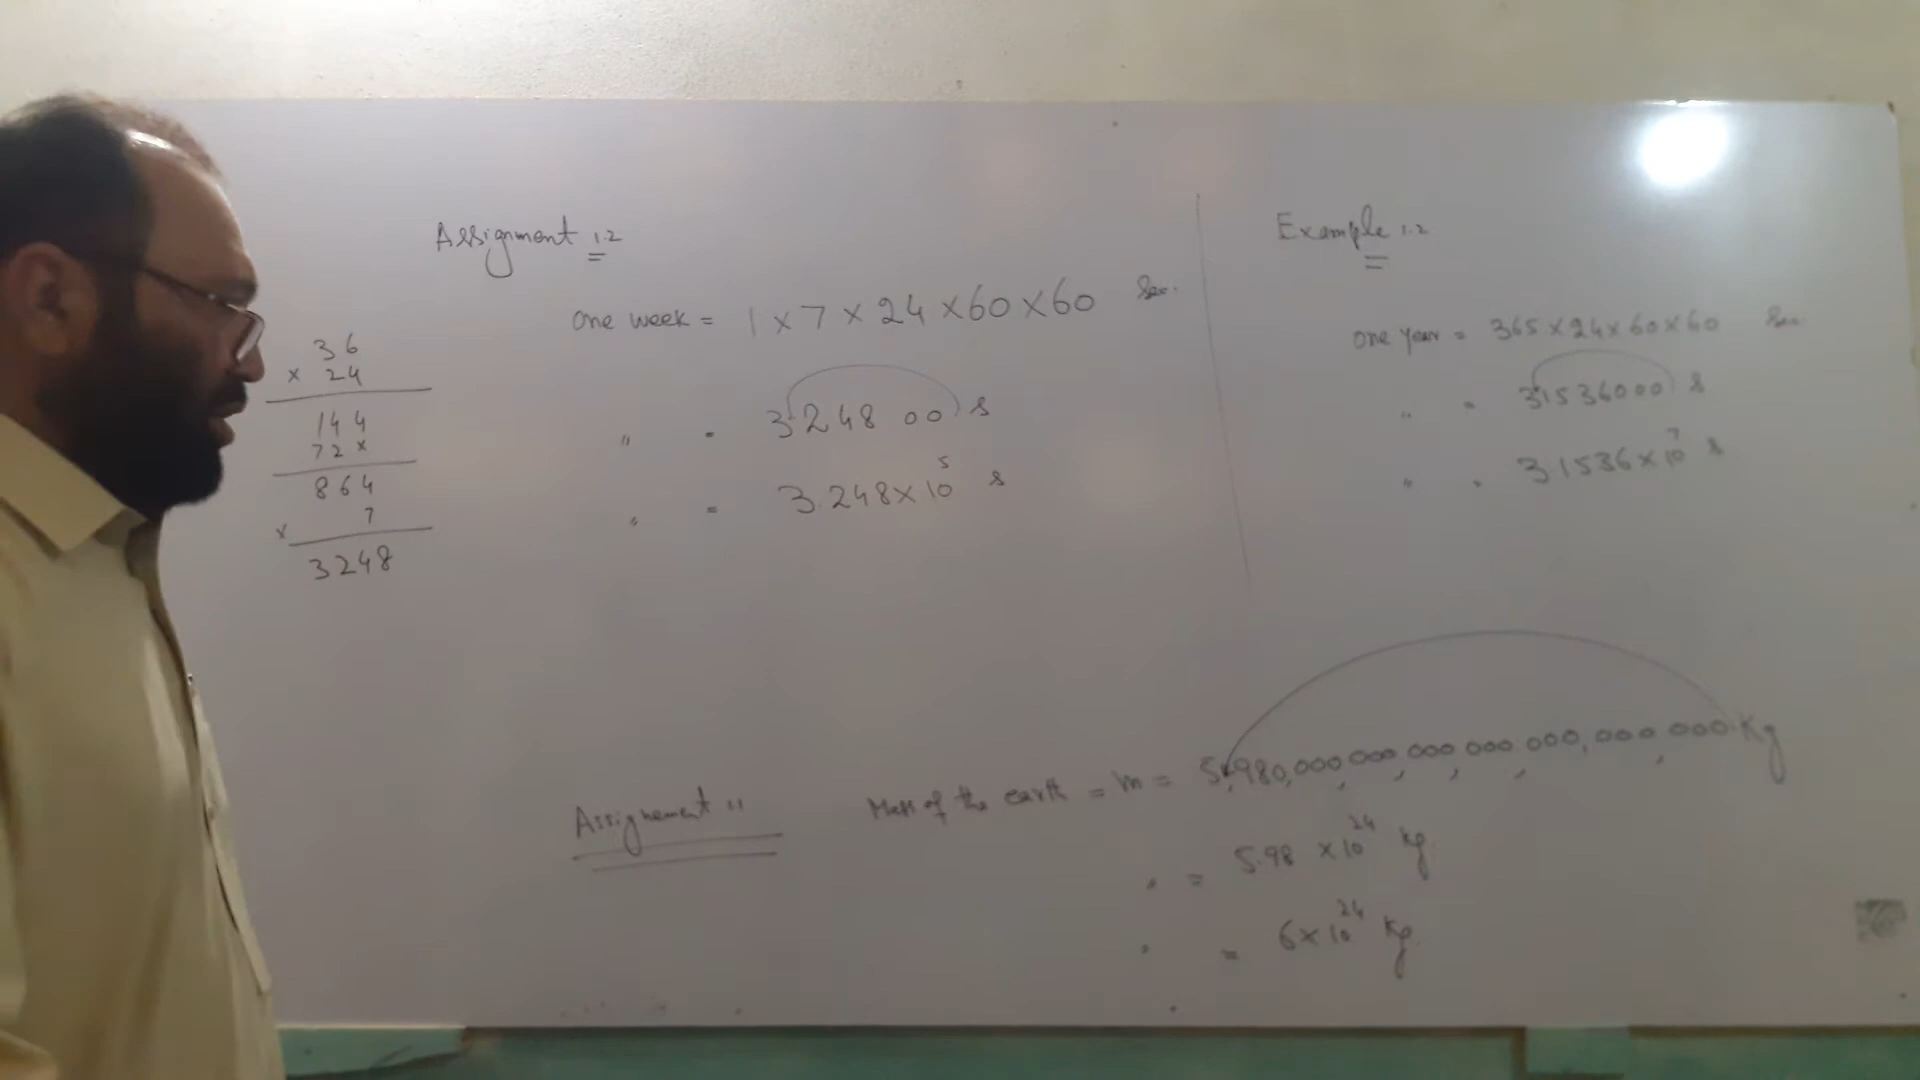 Assignment 1.2
one week = 1 x 7 x 24 x 60 x 60 Sec.
" = 3248 00 s
" = 3.248 x 10^5 s
36
x 24
144
72 x
864
x 7
3248
Example 1.2
one year = 365 x 24 x 60 x 60 Sec.
" = 31536000 s
" = 3.1536 x 10^7 s
Assignement 1.1
Mass of the earth = m = 5,980,000,000,000,000,000,000,000 Kg
" = 5.98 x 10^24 kg
" = 6 x 10^24 kg